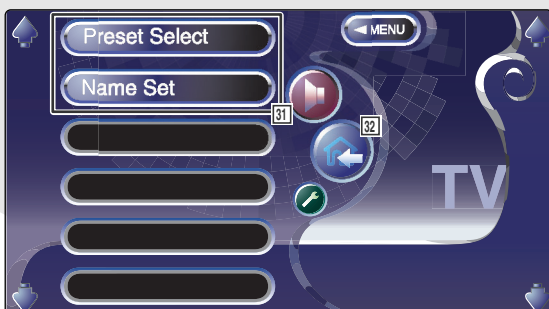 Preset Select
◄ MENU
Name Set
31
32
TV